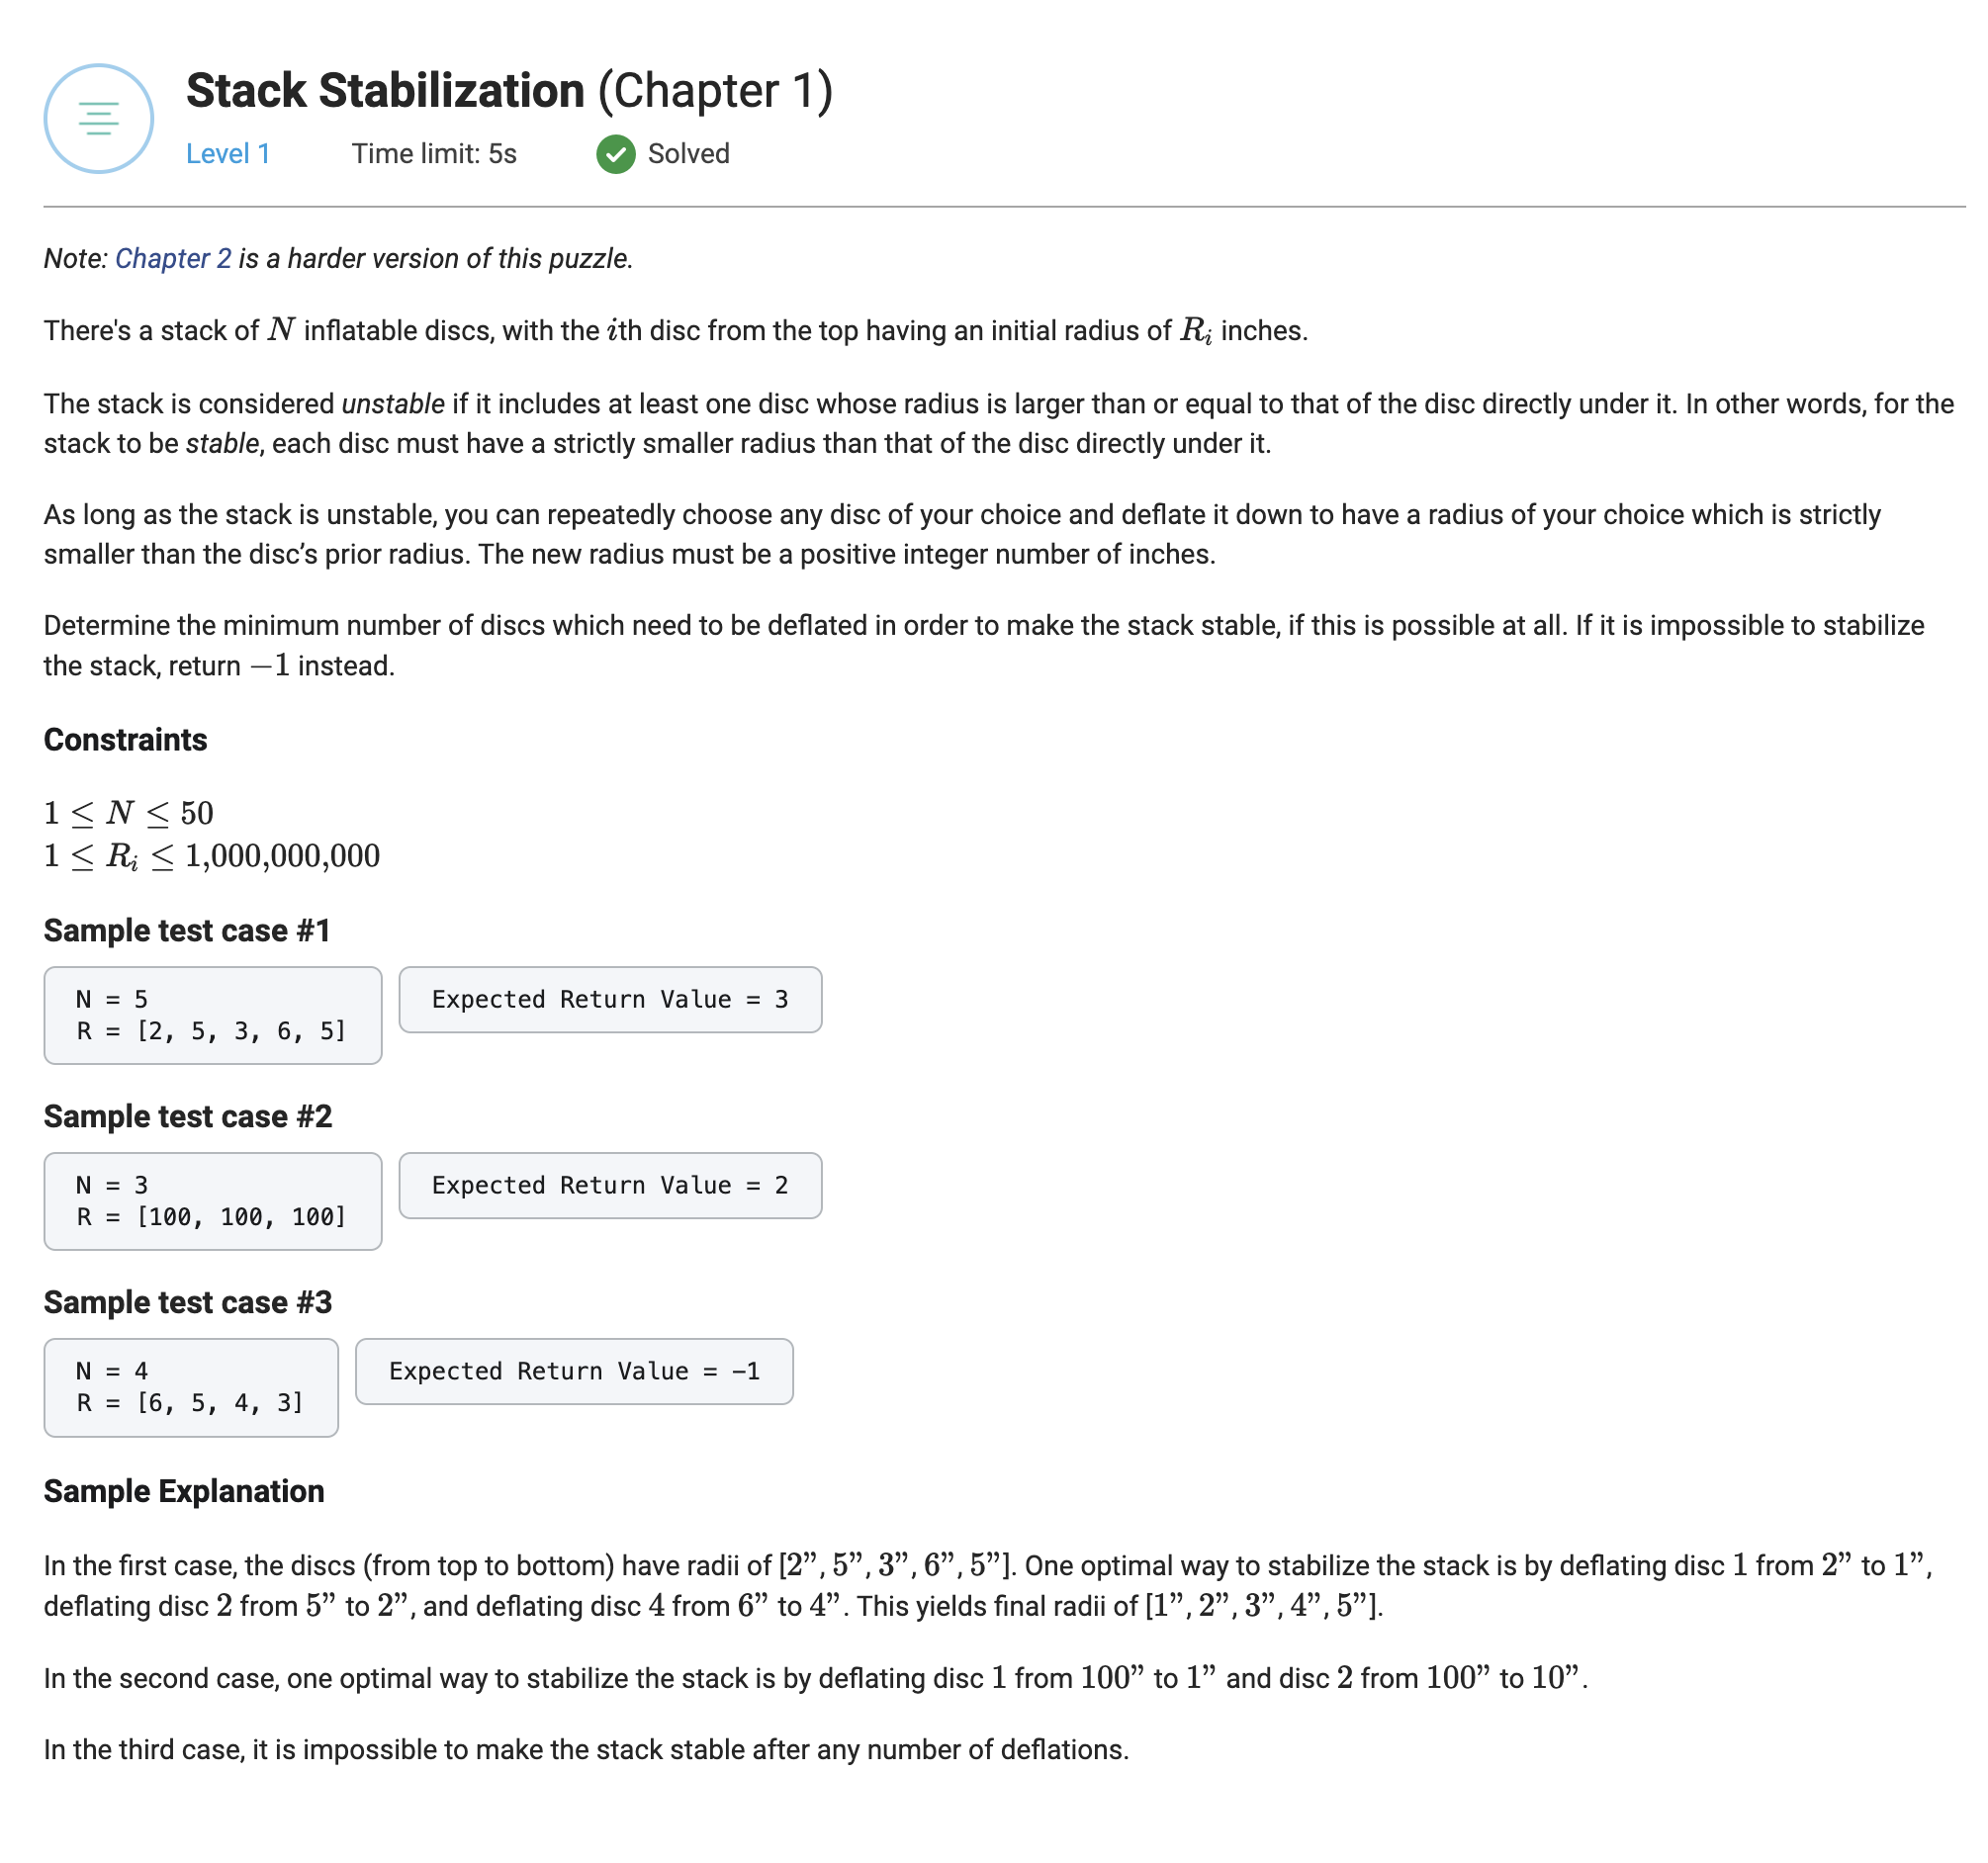 Stack Stabilization (Chapter 1)
Level 1 Time limit: 5s Solved
Note: Chapter 2 is a harder version of this puzzle.
There's a stack of N inflatable discs, with the ith disc from the top having an initial radius of R_i inches.
The stack is considered unstable if it includes at least one disc whose radius is larger than or equal to that of the disc directly under it. In other words, for the
stack to be stable, each disc must have a strictly smaller radius than that of the disc directly under it.
As long as the stack is unstable, you can repeatedly choose any disc of your choice and deflate it down to have a radius of your choice which is strictly
smaller than the disc’s prior radius. The new radius must be a positive integer number of inches.
Determine the minimum number of discs which need to be deflated in order to make the stack stable, if this is possible at all. If it is impossible to stabilize
the stack, return −1 instead.
Constraints
1 ≤ N ≤ 50
1 ≤ R_i ≤ 1,000,000,000
Sample test case #1
N = 5
R = [2, 5, 3, 6, 5]
Expected Return Value = 3
Sample test case #2
N = 3
R = [100, 100, 100]
Expected Return Value = 2
Sample test case #3
N = 4
R = [6, 5, 4, 3]
Expected Return Value = −1
Sample Explanation
In the first case, the discs (from top to bottom) have radii of [2”, 5”, 3”, 6”, 5”]. One optimal way to stabilize the stack is by deflating disc 1 from 2” to 1”,
deflating disc 2 from 5” to 2”, and deflating disc 4 from 6” to 4”. This yields final radii of [1”, 2”, 3”, 4”, 5”].
In the second case, one optimal way to stabilize the stack is by deflating disc 1 from 100” to 1” and disc 2 from 100” to 10”.
In the third case, it is impossible to make the stack stable after any number of deflations.